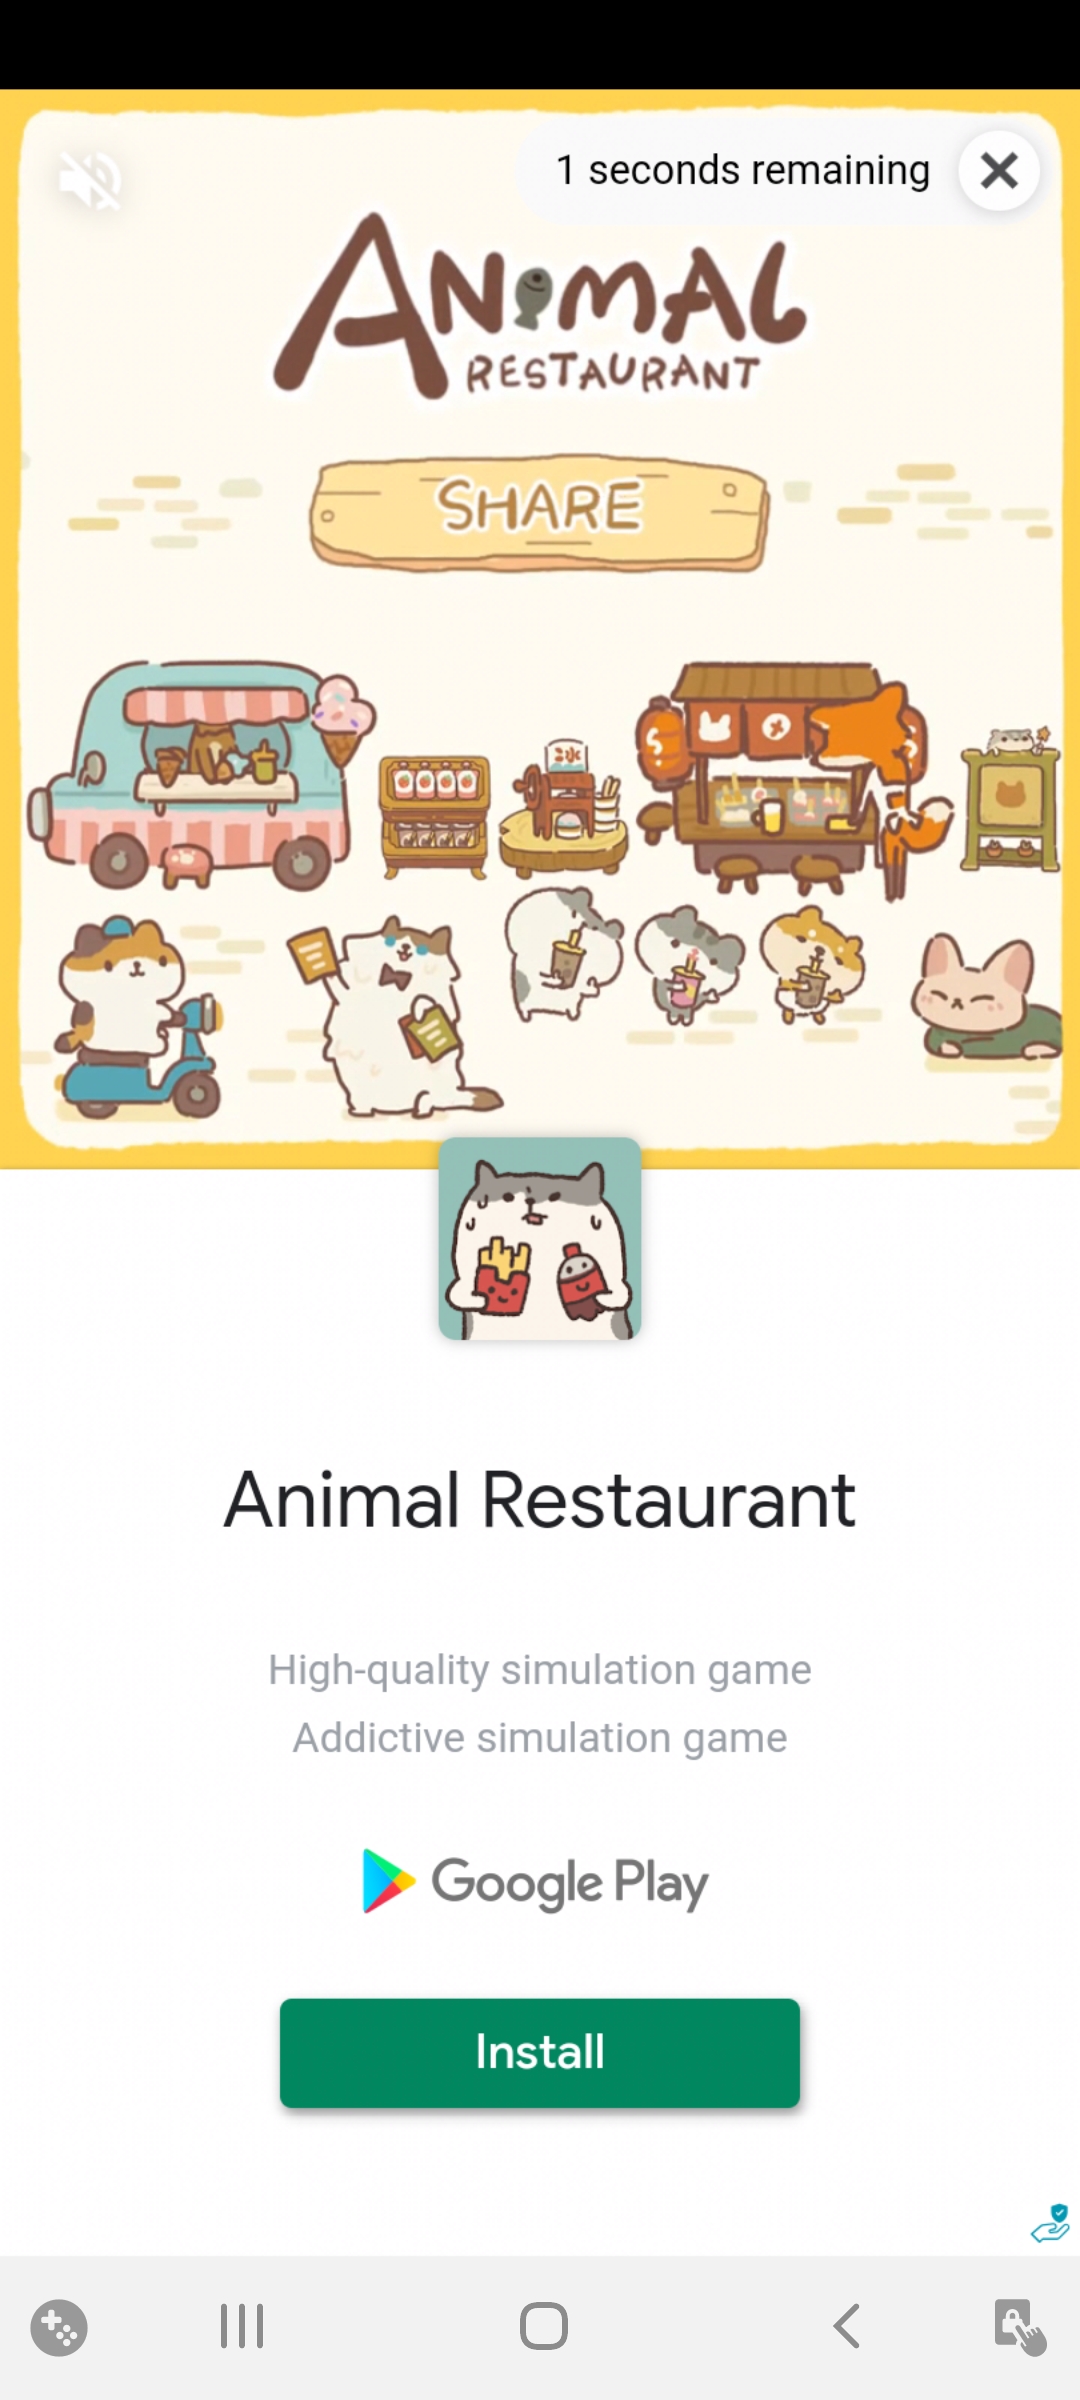 1 seconds remaining
ANIMAL
RESTAURANT
SHARE
冰
Animal Restaurant
High-quality simulation game
Addictive simulation game
Google Play
Install